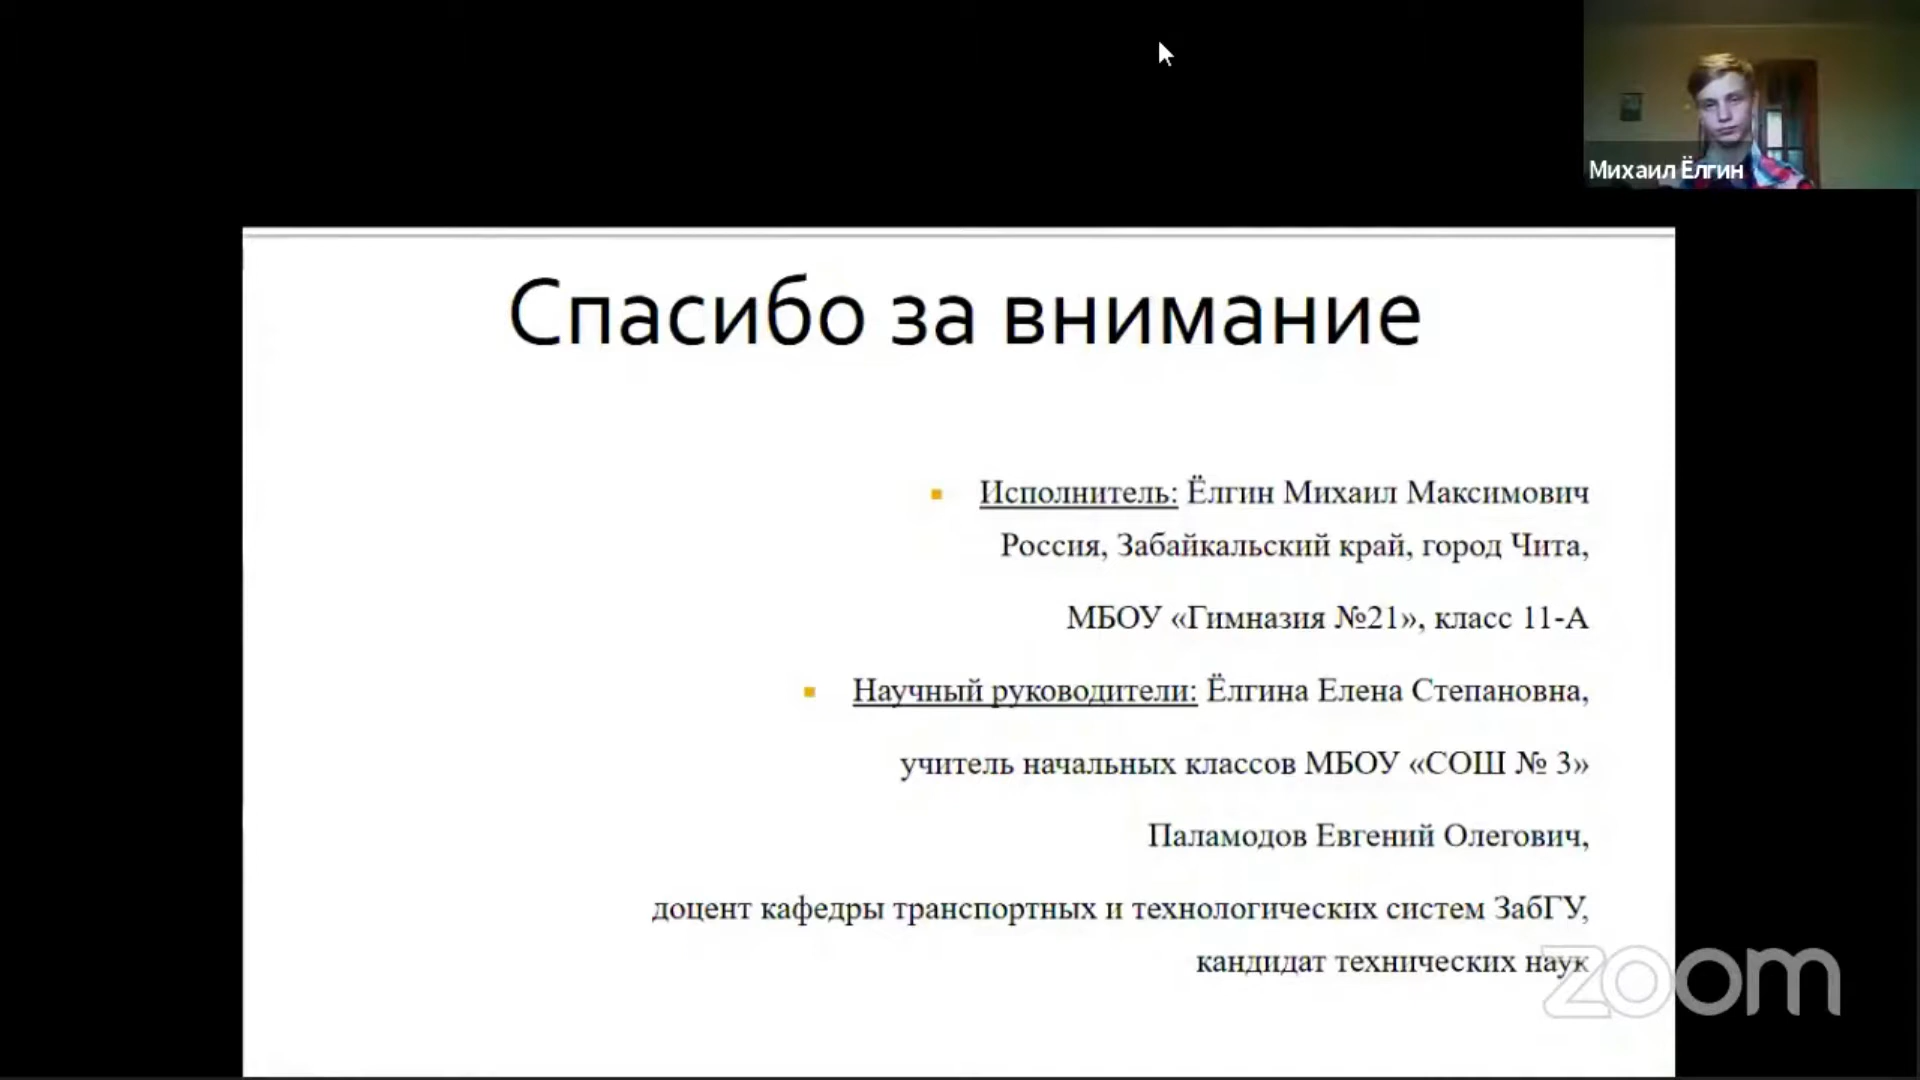 Михаил Ёлгин
Спасибо за внимание
Исполнитель: Ёлгин Михаил Максимович
Россия, Забайкальский край, город Чита,
МБОУ «Гимназия №21», класс 11-А
Научный руководители: Ёлгина Елена Степановна,
учитель начальных классов МБОУ «СОШ № 3»
Паламодов Евгений Олегович,
доцент кафедры транспортных и технологических систем ЗабГУ,
кандидат технических наук
zoom